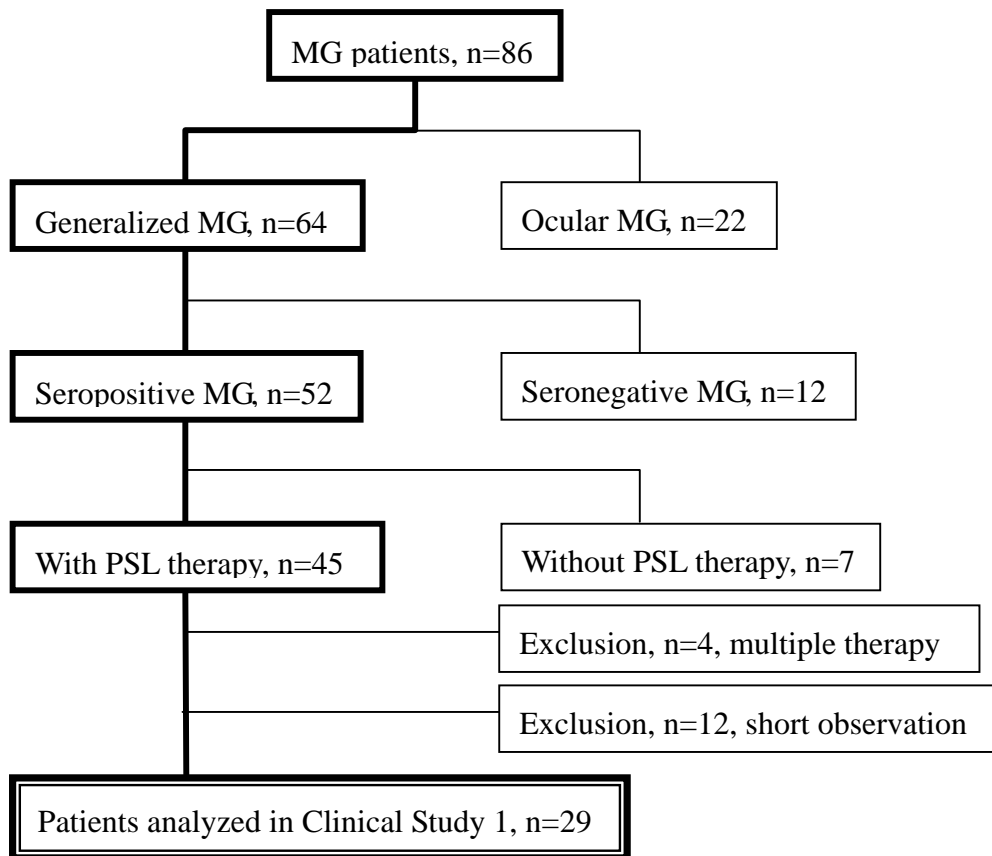 MG patients, n=86
Generalized MG, n=64
Ocular MG, n=22
Seropositive MG, n=52
Seronegative MG, n=12
With PSL therapy, n=45
Without PSL therapy, n=7
Exclusion, n=4, multiple therapy
Exclusion, n=12, short observation
Patients analyzed in Clinical Study 1, n=29